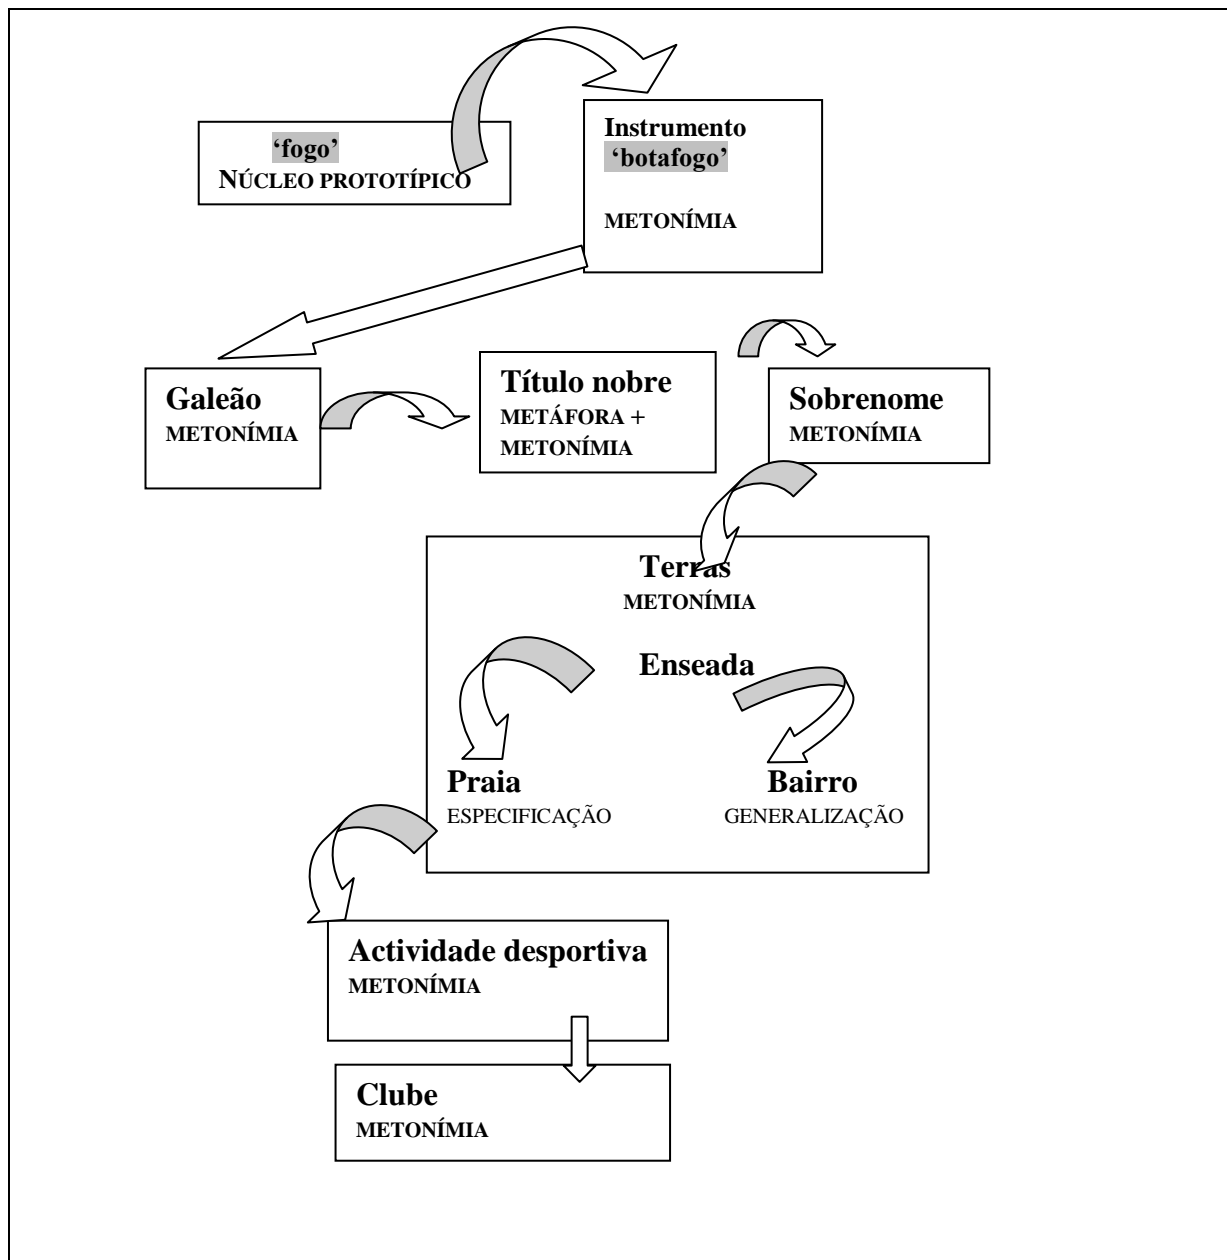 ‘fogo’
NÚCLEO PROTOTÍPICO
Instrumento
‘botafogo’
METONÍMIA
Galeão
METONÍMIA
Título nobre
METÁFORA +
METONÍMIA
Sobrenome
METONÍMIA
Terras
METONÍMIA
Enseada
Praia
ESPECIFICAÇÃO
Bairro
GENERALIZAÇÃO
Actividade desportiva
METONÍMIA
Clube
METONÍMIA